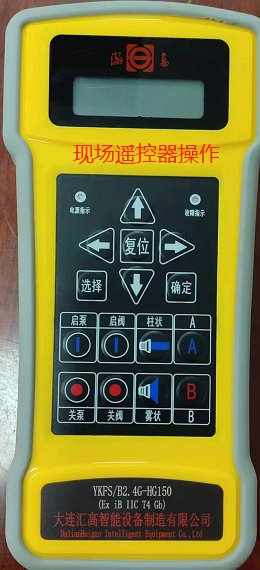 现场遥控器操作
电源指示 故障指示
复位
选择 确定
启泵 启阀 柱状 A
A
B
关泵 关阀 雾状 B
YKFS/B2.4G-HG150
(Ex iB IIC T4 Gb)
大连汇高智能设备制造有限公司
DalianHuigao Intelligent Equipment Co.,Ltd